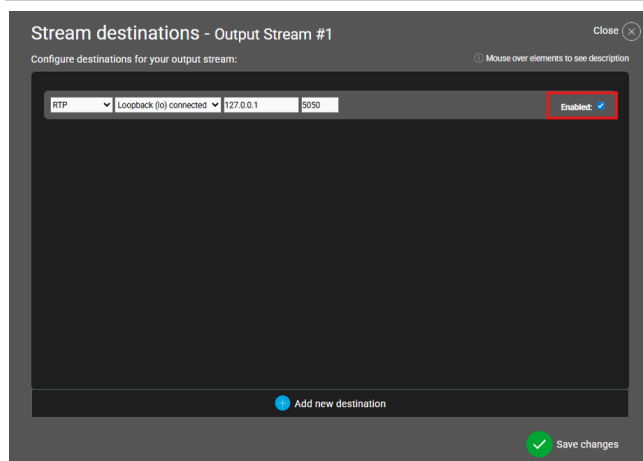 Stream destinations - Output Stream #1
Close
Configure destinations for your output stream:
Mouse over elements to see description
RTP Loopback (lo) connected 127.0.0.1 5050 Enabled:
Add new destination
Save changes